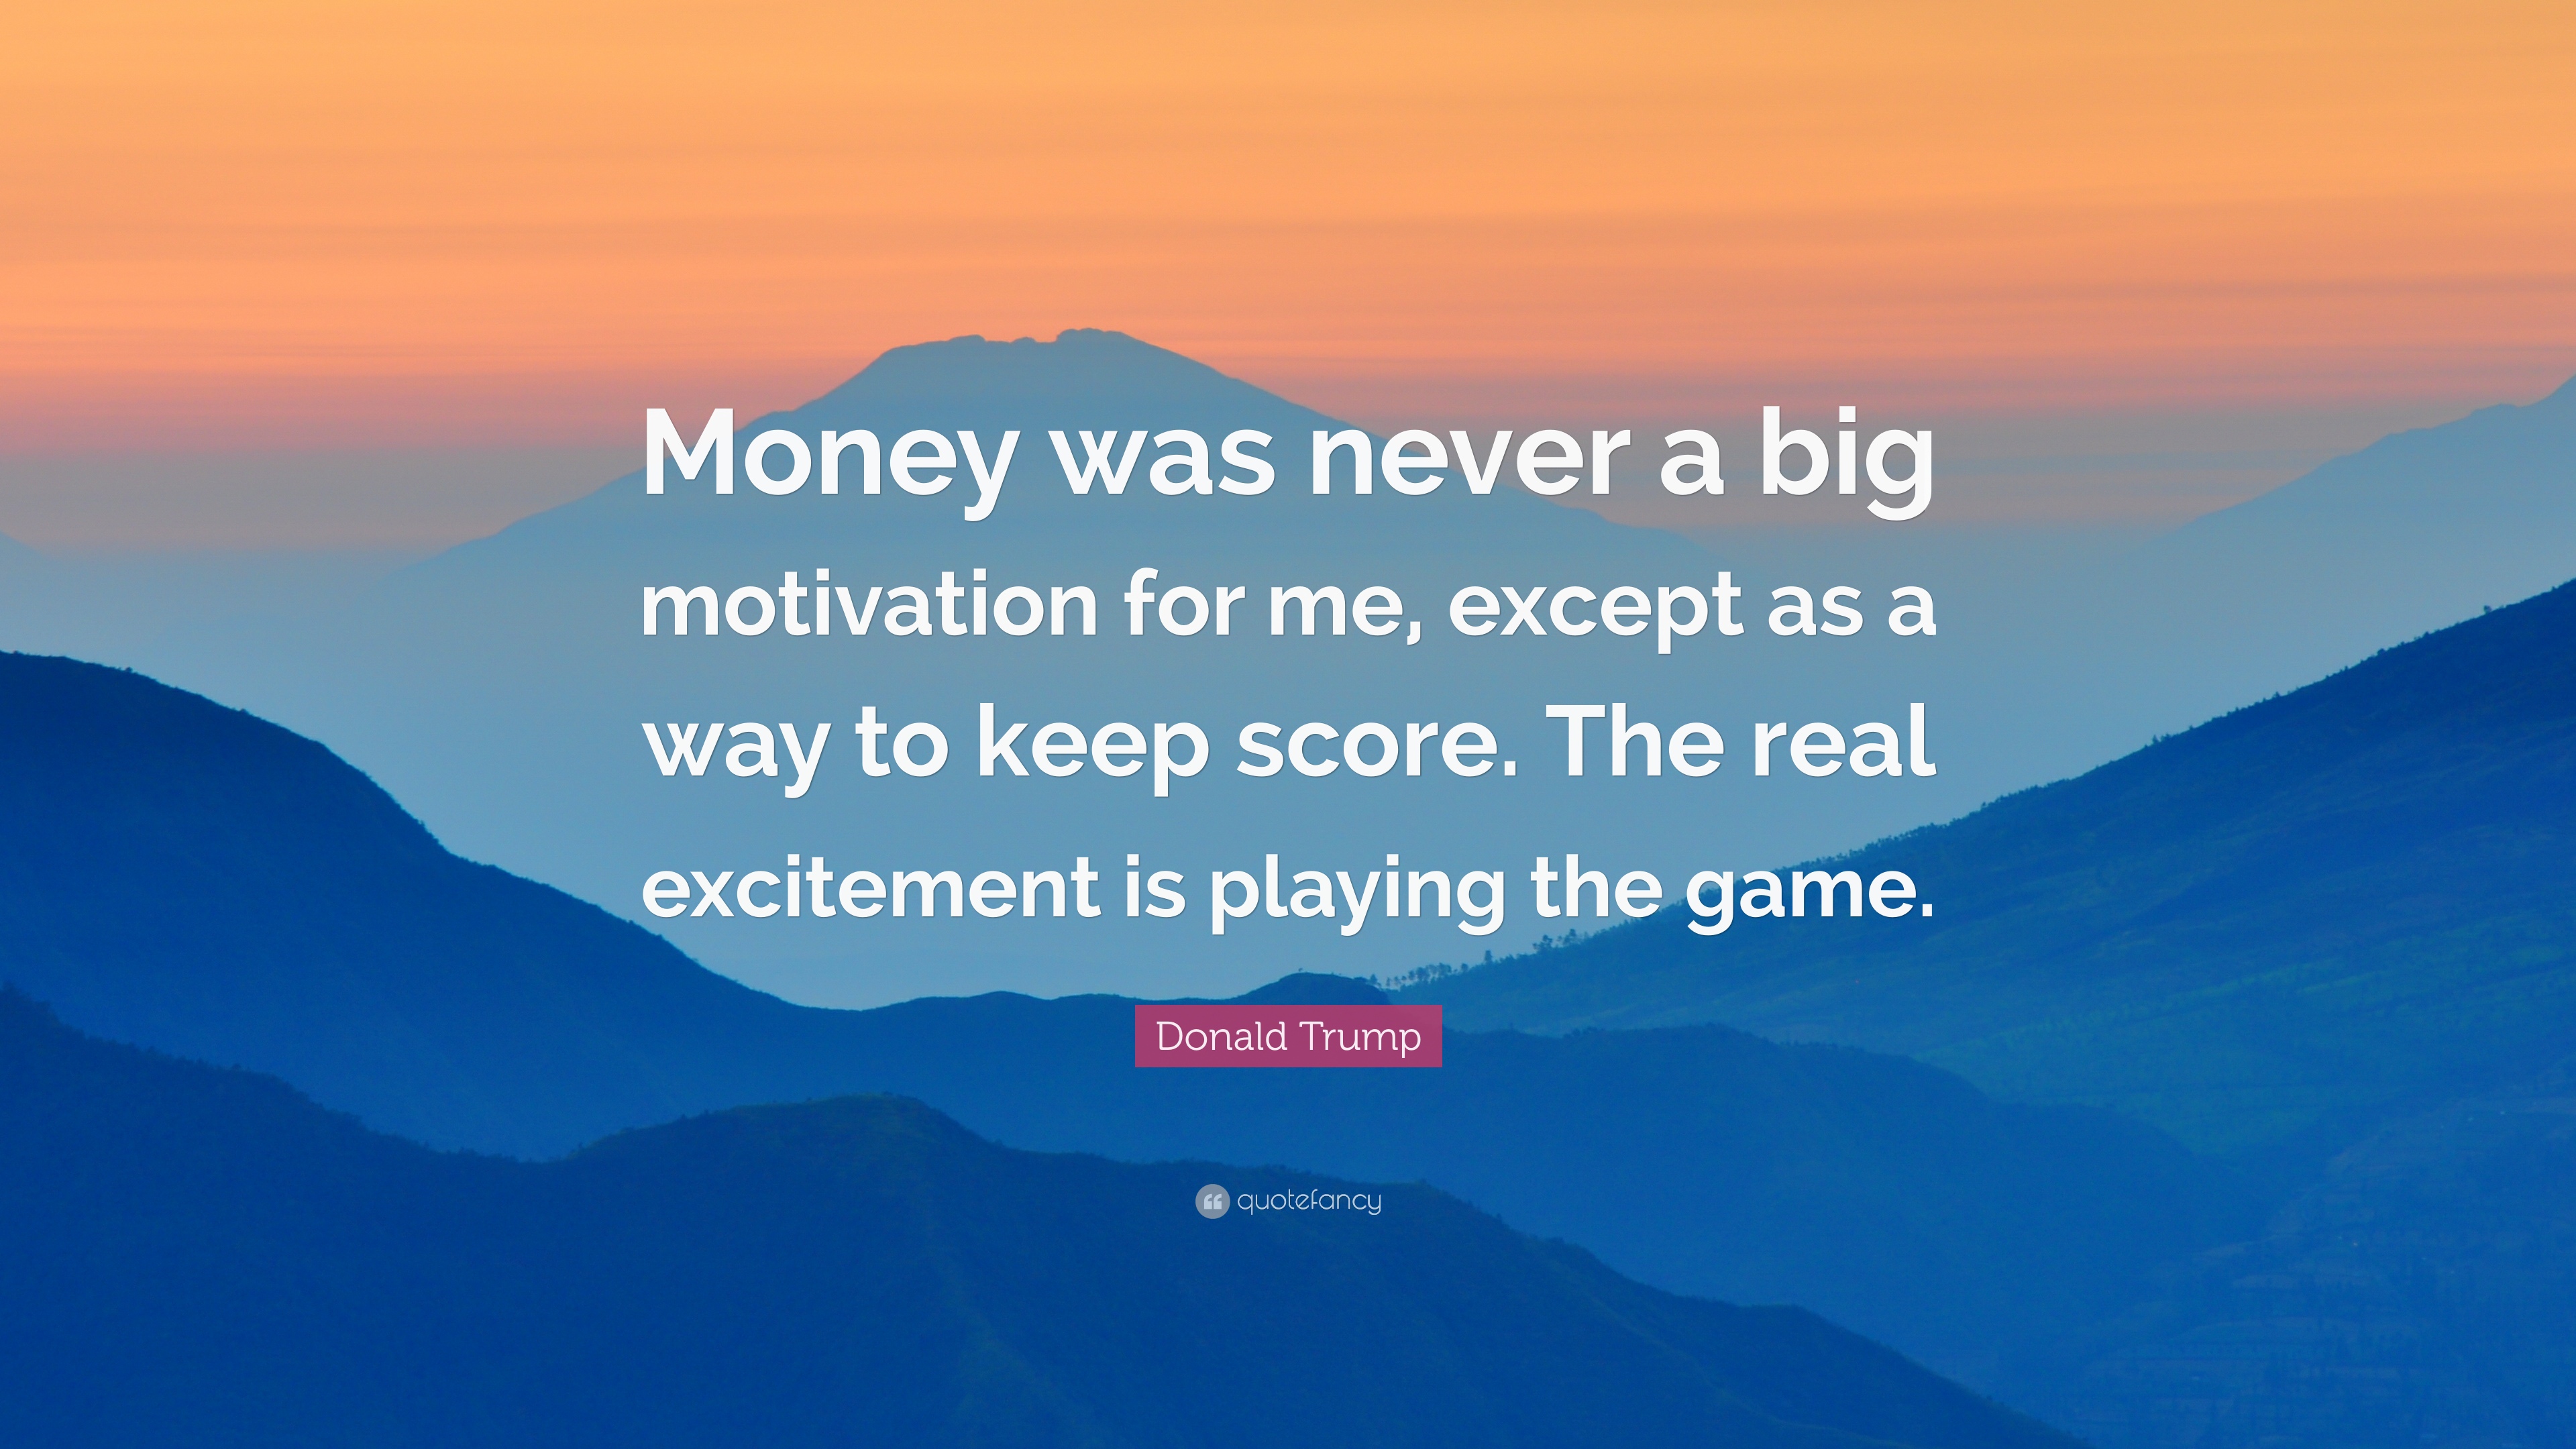 Money was never a big
motivation for me, except as a
way to keep score. The real
excitement is playing the game.
Donald Trump
quotefancy